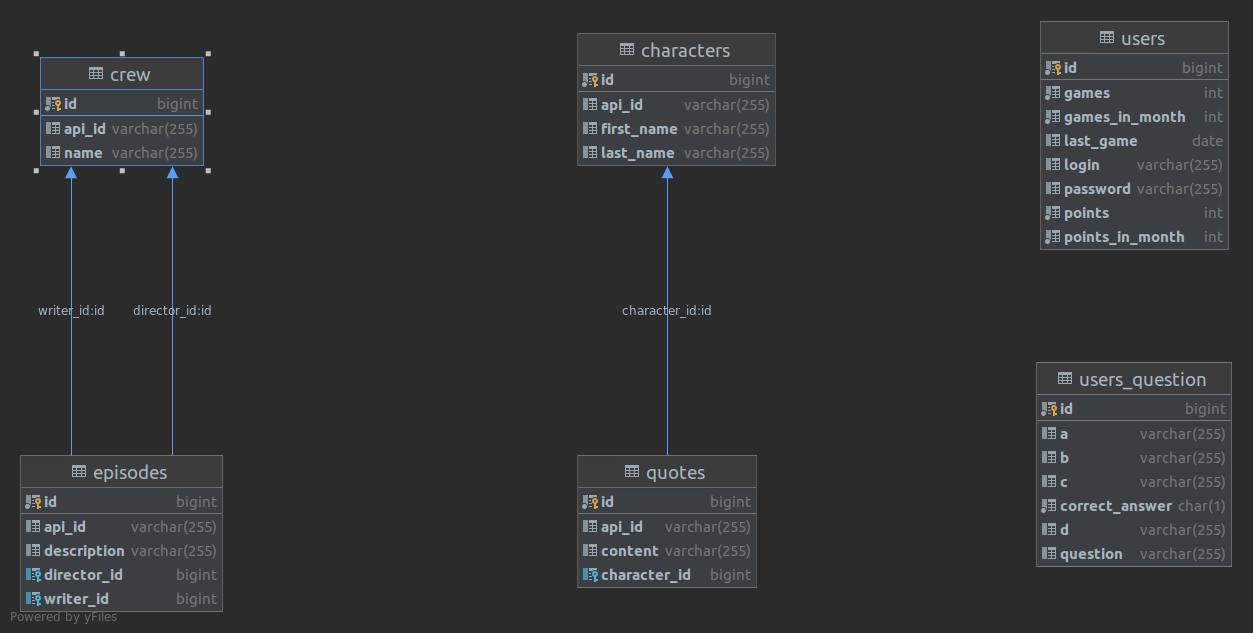 crew
id bigint
api_id varchar(255)
name varchar(255)
characters
id bigint
api_id varchar(255)
first_name varchar(255)
last_name varchar(255)
users
id bigint
games int
games_in_month int
last_game date
login varchar(255)
password varchar(255)
points int
points_in_month int
writer_id:id
director_id:id
character_id:id
episodes
id bigint
api_id varchar(255)
description varchar(255)
director_id bigint
writer_id bigint
quotes
id bigint
api_id varchar(255)
content varchar(255)
character_id bigint
users_question
id bigint
a varchar(255)
b varchar(255)
c varchar(255)
correct_answer char(1)
d varchar(255)
question varchar(255)
Powered by yFiles